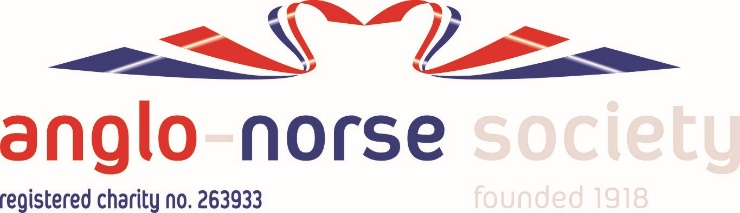 anglo-norse society
registered charity no. 263933 founded 1918